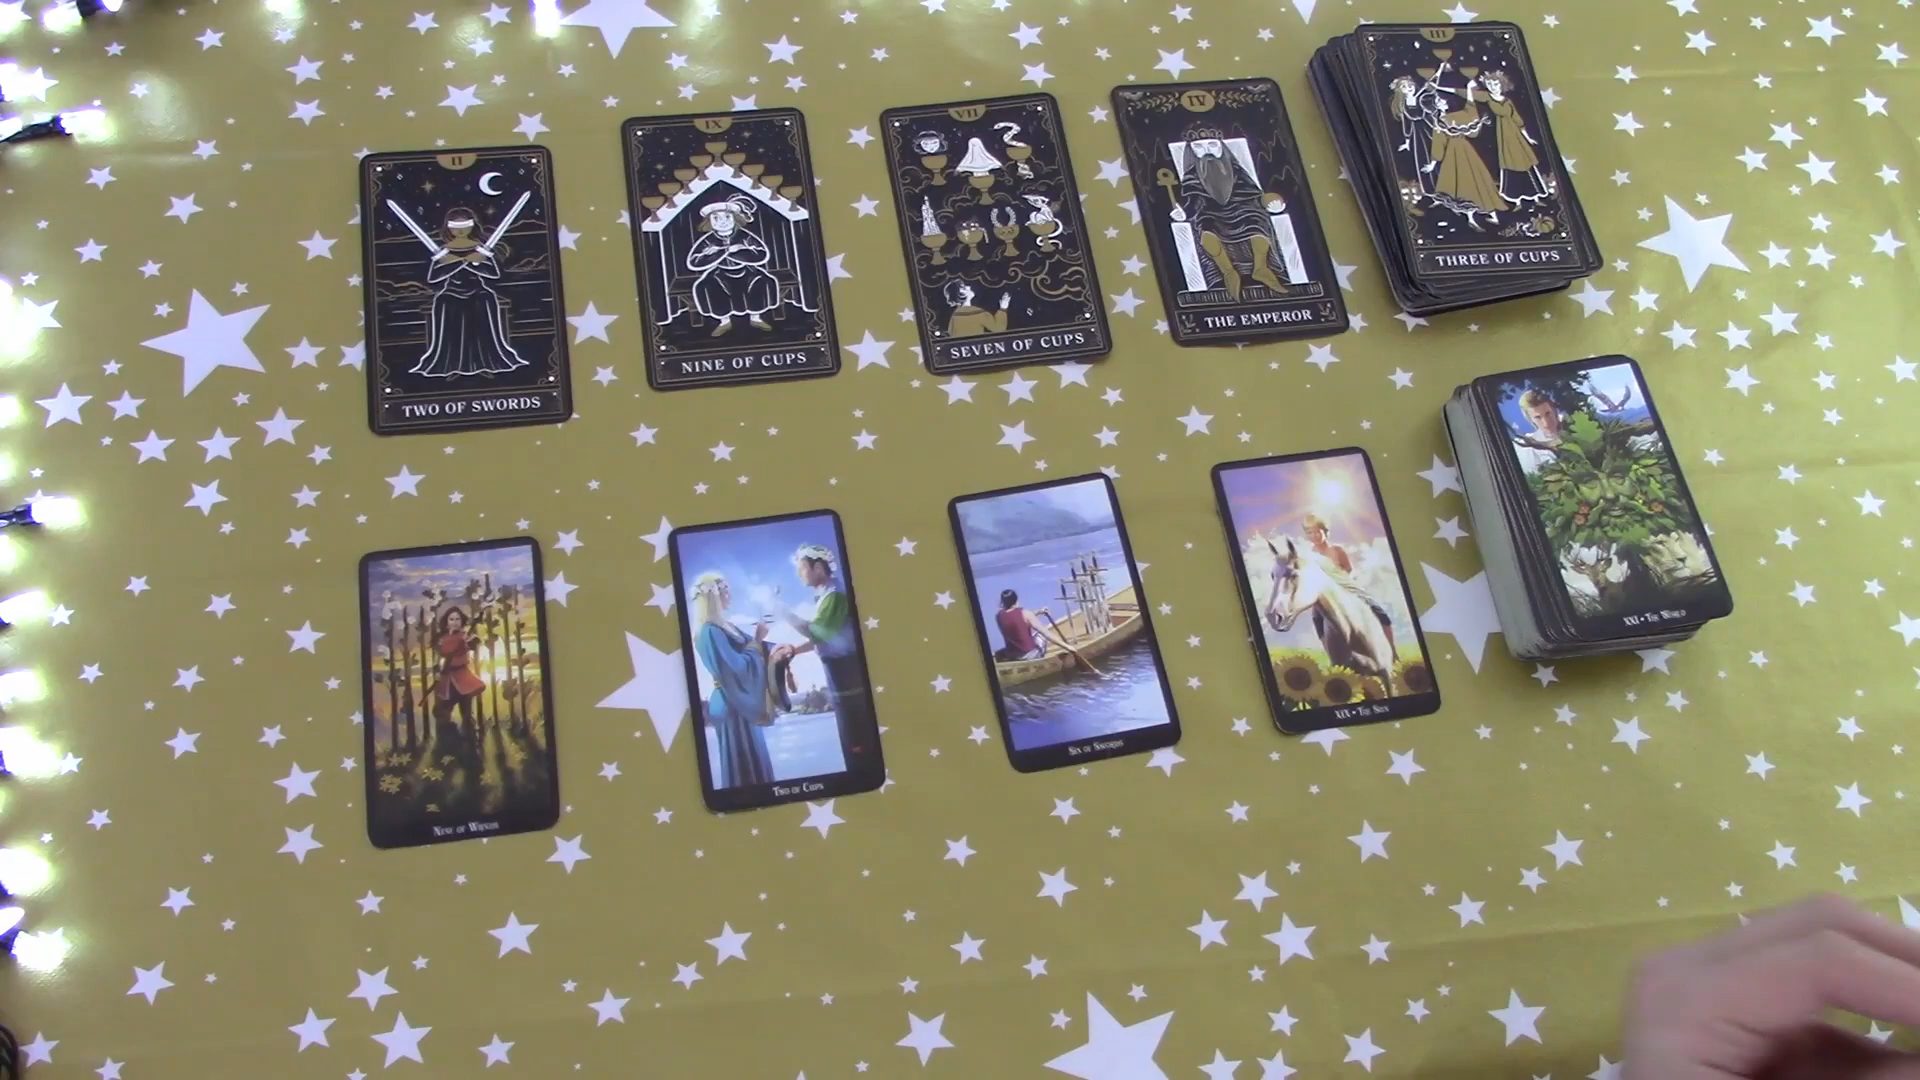 II
TWO OF SWORDS
IX
NINE OF CUPS
VII
SEVEN OF CUPS
IV
THE EMPEROR
III
THREE OF CUPS
NINE OF WANDS
TWO OF CUPS
SIX OF SWORDS
XIX • THE SUN
XXI • THE WORLD